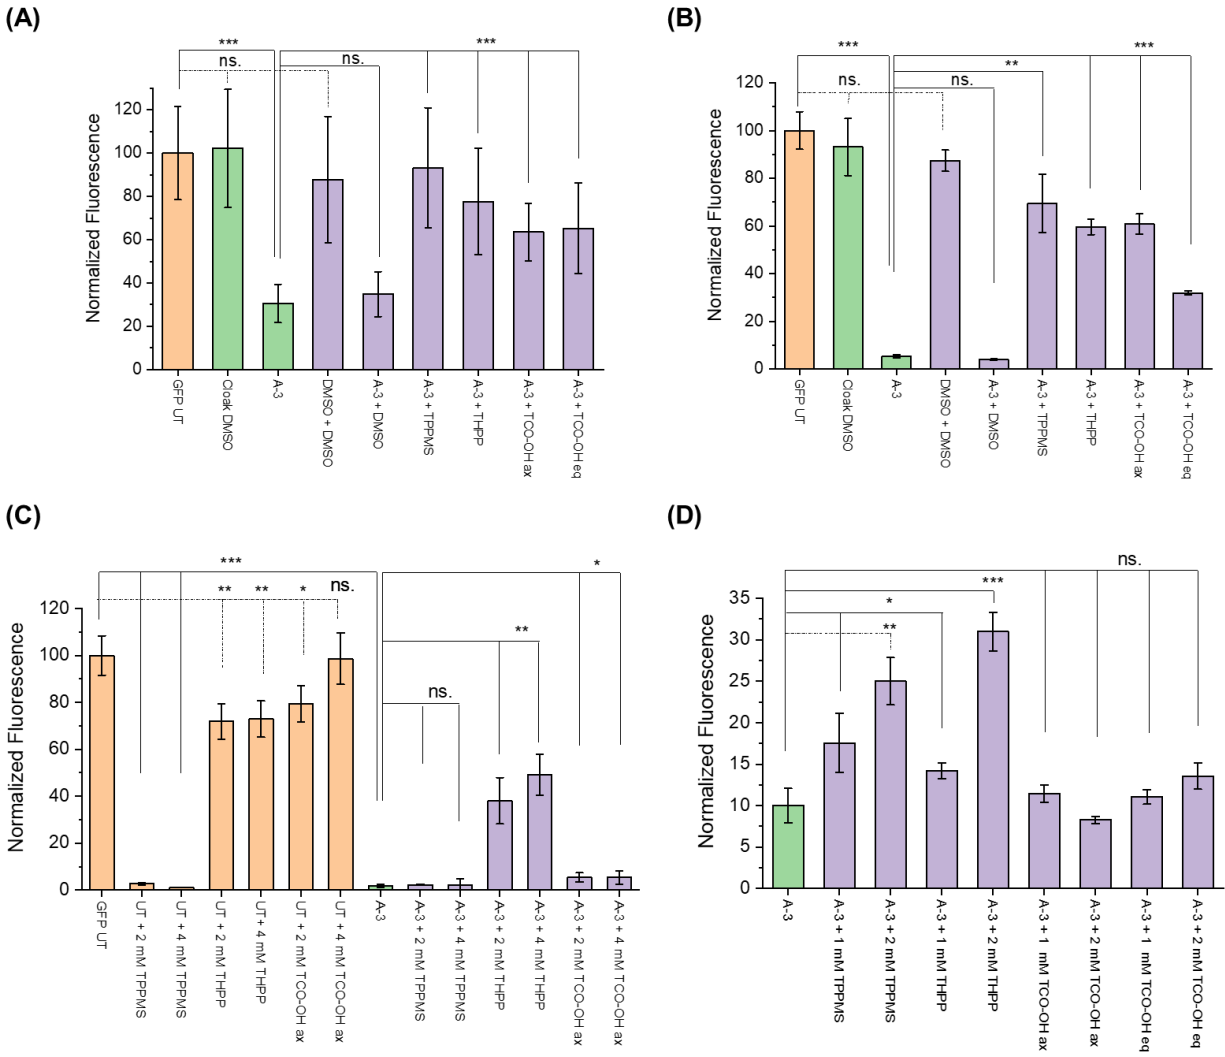 (A)
***
ns.
ns.
***
Normalized Fluorescence
120
100
80
60
40
20
0
GFP UT
Cloak DMSO
A-3
DMSO + DMSO
A-3 + DMSO
A-3 + TPPMS
A-3 + THPP
A-3 + TCO-OH ax
A-3 + TCO-OH eq
(B)
***
ns.
**
ns.
***
Normalized Fluorescence
120
100
80
60
40
20
0
GFP UT
Cloak DMSO
A-3
DMSO + DMSO
A-3 + DMSO
A-3 + TPPMS
A-3 + THPP
A-3 + TCO-OH ax
A-3 + TCO-OH eq
(C)
***
*
**
**
*
ns.
**
ns.
Normalized Fluorescence
120
100
80
60
40
20
0
GFP UT
UT + 2 mM TPPMS
UT + 4 mM TPPMS
UT + 2 mM THPP
UT + 4 mM THPP
UT + 2 mM TCO-OH ax
UT + 4 mM TCO-OH ax
A-3
A-3 + 2 mM TPPMS
A-3 + 4 mM TPPMS
A-3 + 2 mM THPP
A-3 + 4 mM THPP
A-3 + 2 mM TCO-OH ax
A-3 + 4 mM TCO-OH ax
(D)
ns.
***
*
**
Normalized Fluorescence
35
30
25
20
15
10
5
0
A-3
A-3 + 1 mM TPPMS
A-3 + 2 mM TPPMS
A-3 + 1 mM THPP
A-3 + 2 mM THPP
A-3 + 1 mM TCO-OH ax
A-3 + 2 mM TCO-OH ax
A-3 + 1 mM TCO-OH eq
A-3 + 2 mM TCO-OH eq